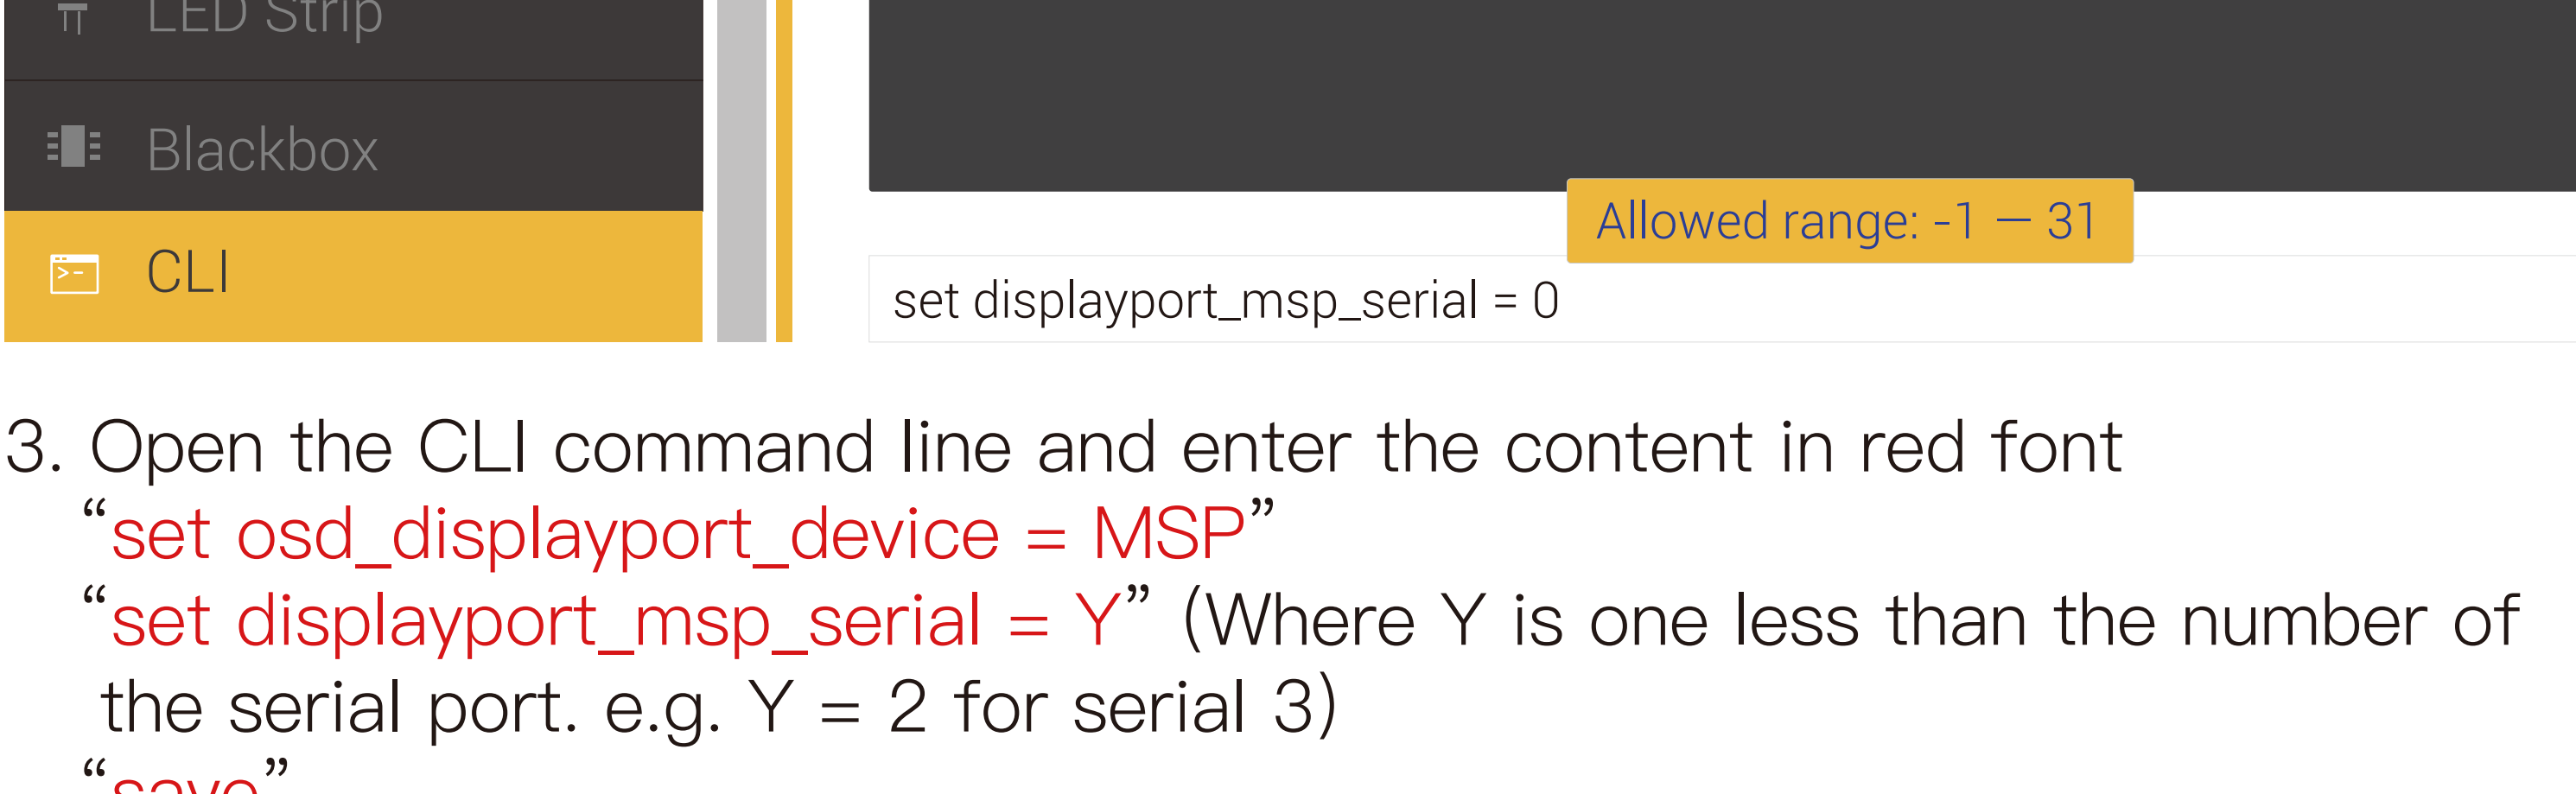 LED Strip
Blackbox
CLI
Allowed range: -1 — 31
set displayport_msp_serial = 0
3. Open the CLI command line and enter the content in red font
“set osd_displayport_device = MSP”
“set displayport_msp_serial = Y” (Where Y is one less than the number of
the serial port. e.g. Y = 2 for serial 3)
“save”